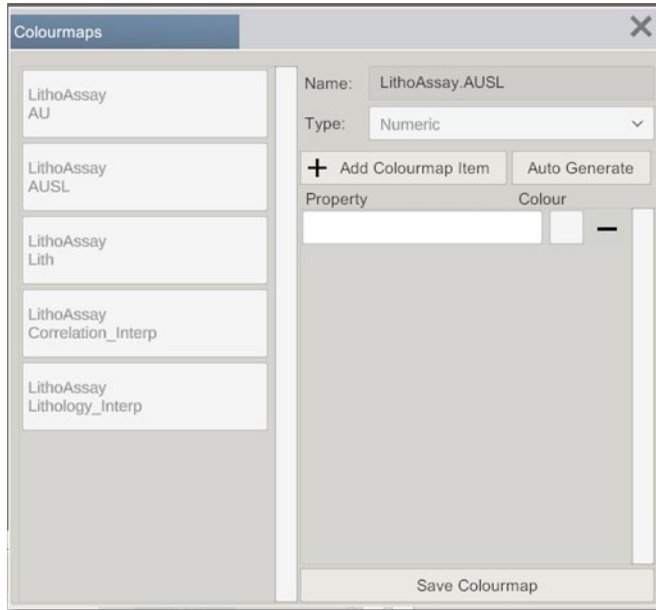 Colourmaps
LithoAssay
AU
LithoAssay
AUSL
LithoAssay
Lith
LithoAssay
Correlation_Interp
LithoAssay
Lithology_Interp
Name: LithoAssay.AUSL
Type: Numeric
Add Colourmap Item
Auto Generate
Property Colour
Save Colourmap